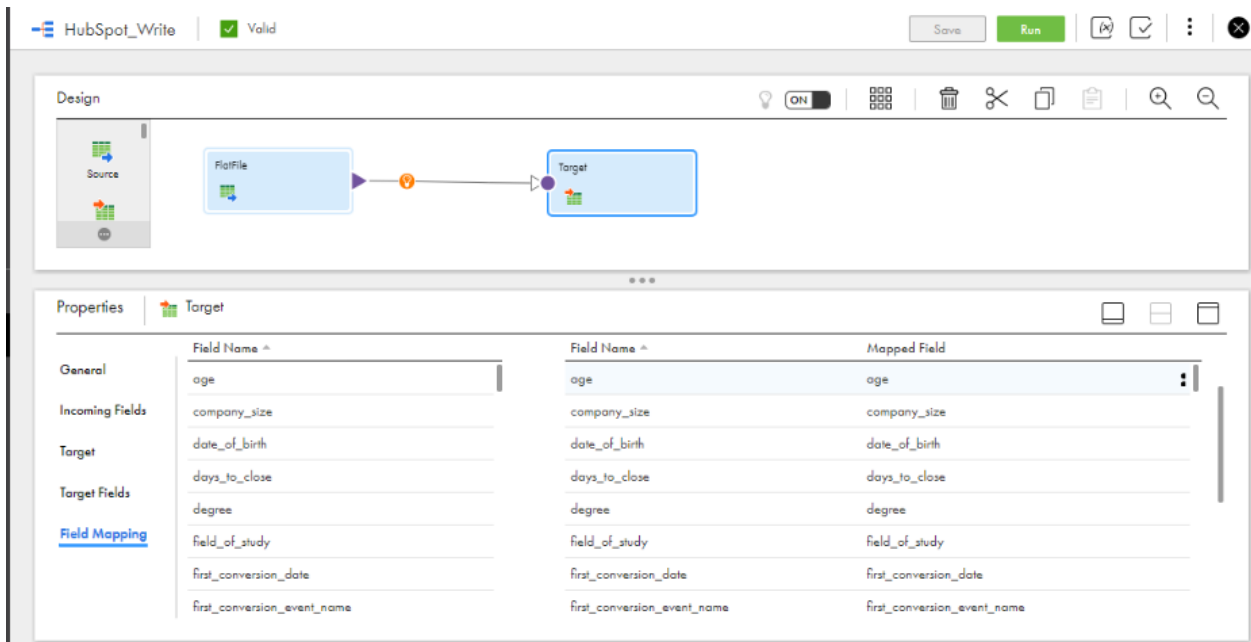 HubSpot_Write Valid Save Run
Design ON
Source
FlatFile
Target
Properties Target
Field Name Field Name Mapped Field
General
age age age
Incoming Fields
company_size company_size company_size
Target
date_of_birth date_of_birth date_of_birth
days_to_close days_to_close days_to_close
Target Fields
degree degree degree
Field Mapping
field_of_study field_of_study field_of_study
first_conversion_date first_conversion_date first_conversion_date
first_conversion_event_name first_conversion_event_name first_conversion_event_name